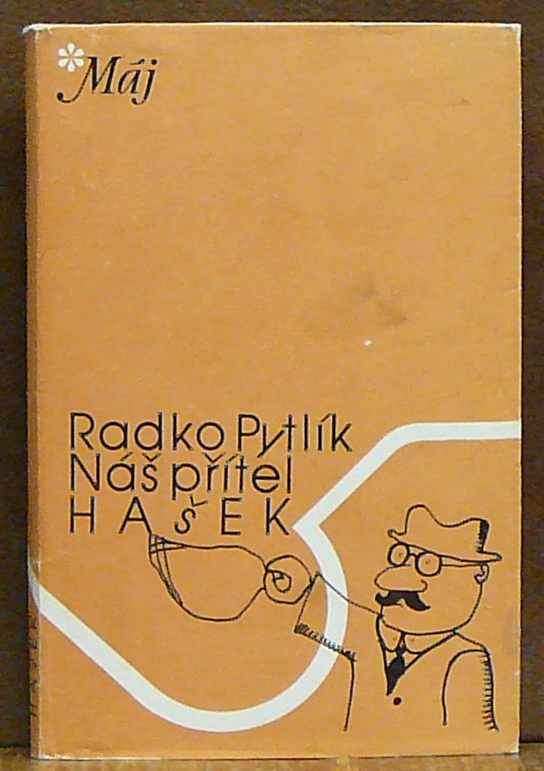 Máj
Radko Pytlík
Náš přítel
HAŠEK